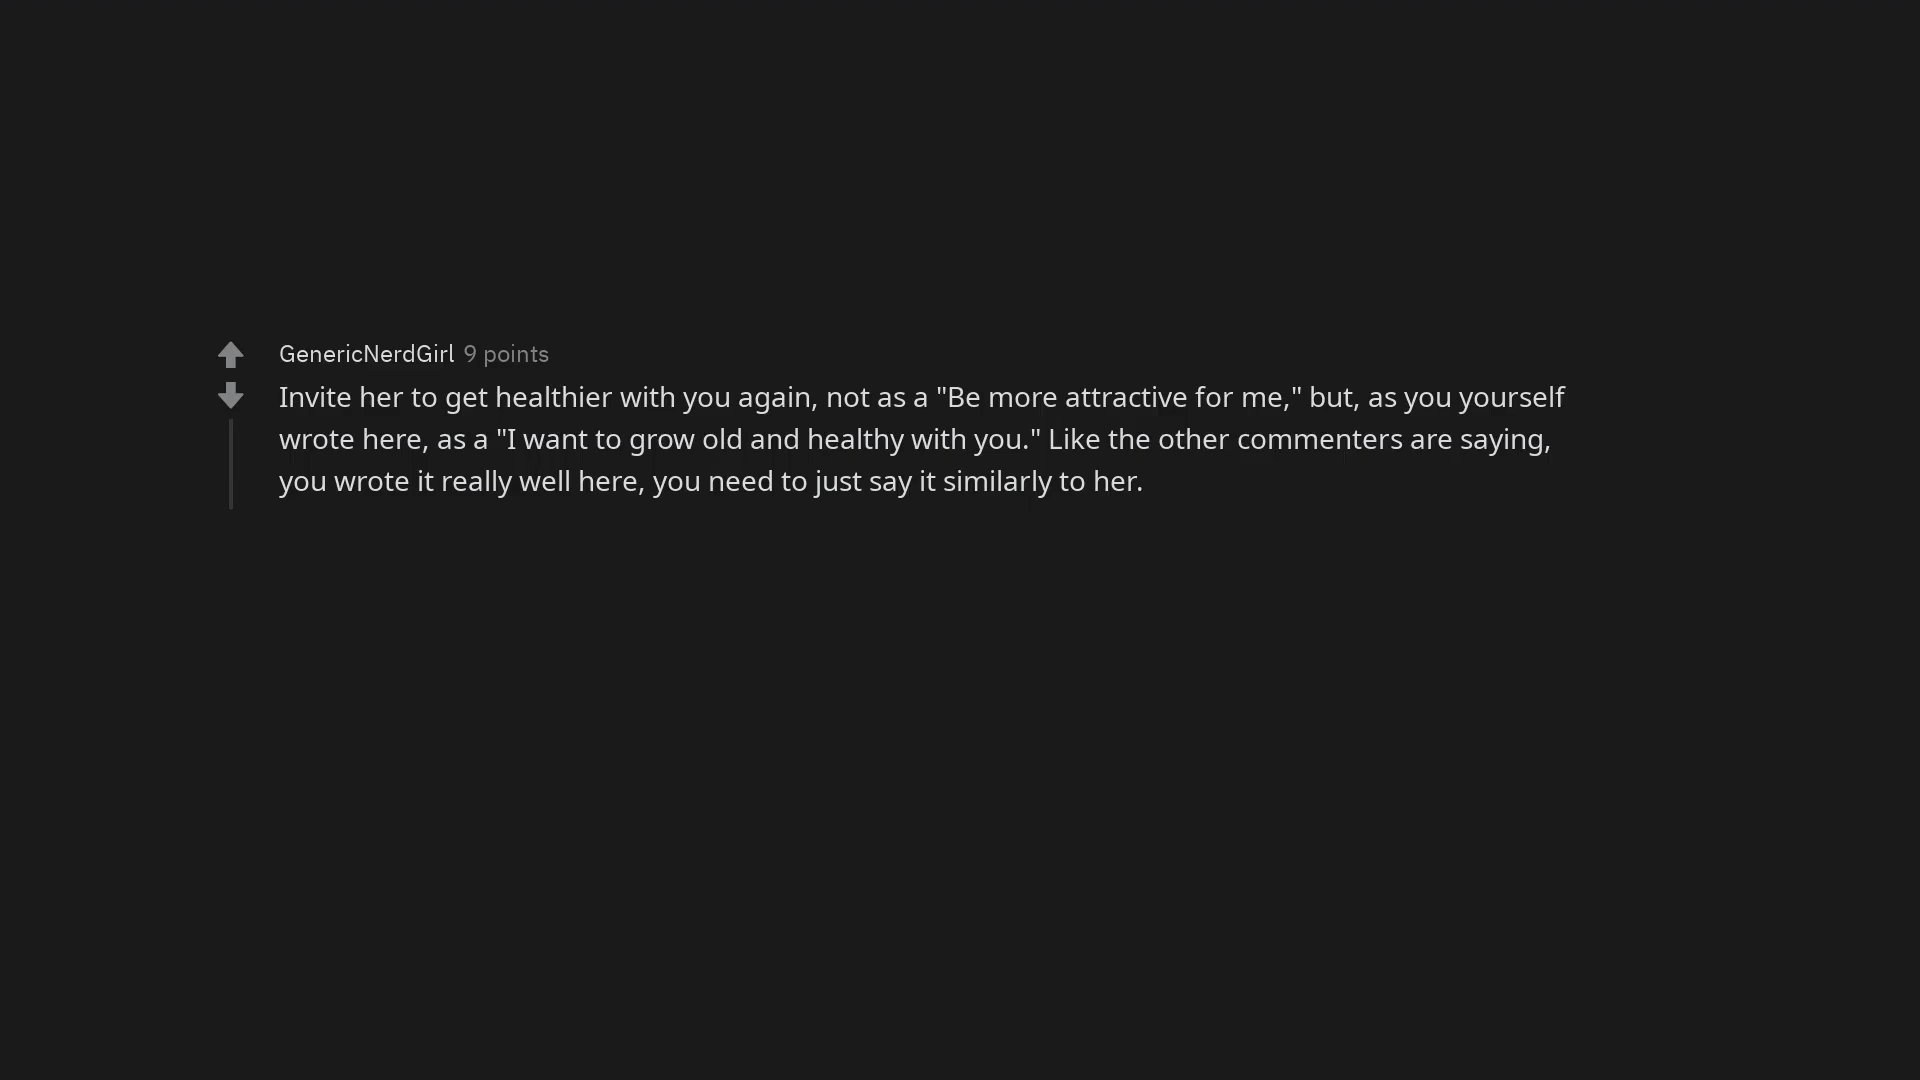 GenericNerdGirl 9 points
Invite her to get healthier with you again, not as a "Be more attractive for me," but, as you yourself
wrote here, as a "I want to grow old and healthy with you." Like the other commenters are saying,
you wrote it really well here, you need to just say it similarly to her.